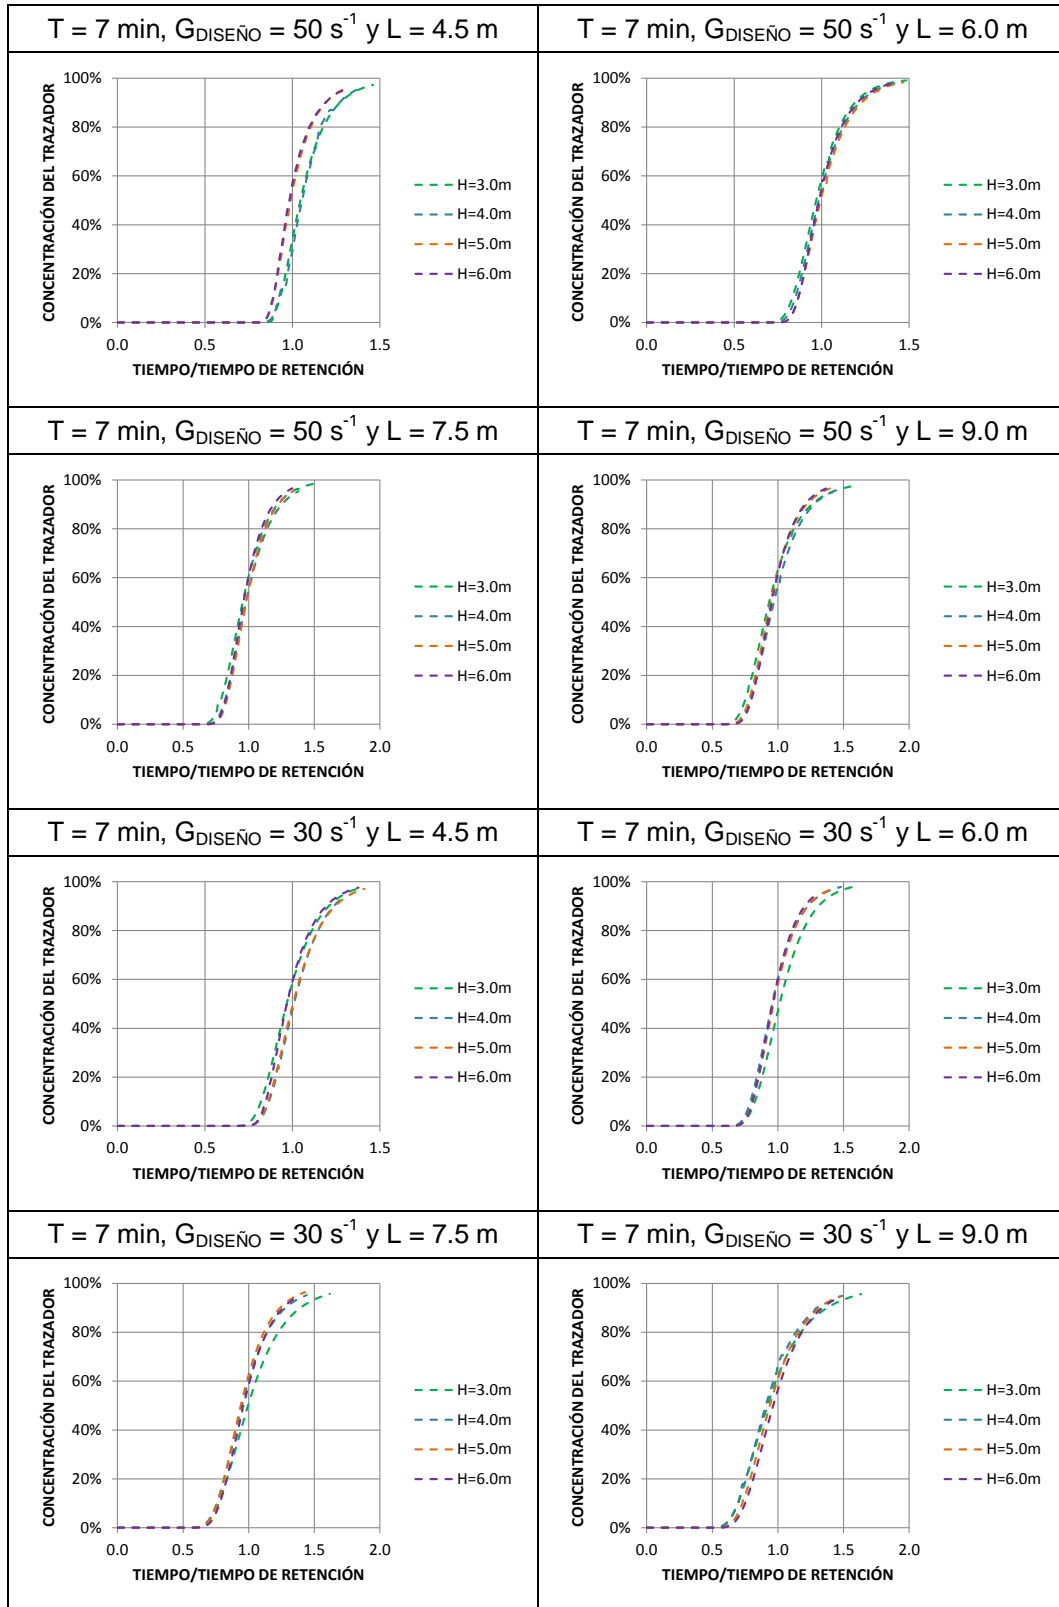 T = 7 min, GDISEÑO = 50 s-1 y L = 4.5 m
T = 7 min, GDISEÑO = 50 s-1 y L = 6.0 m
CONCENTRACIÓN DEL TRAZADOR
100%
80%
60%
40%
20%
0%
0.0 0.5 1.0 1.5
TIEMPO/TIEMPO DE RETENCIÓN
H=3.0m
H=4.0m
H=5.0m
H=6.0m
CONCENTRACIÓN DEL TRAZADOR
100%
80%
60%
40%
20%
0%
0.0 0.5 1.0 1.5
TIEMPO/TIEMPO DE RETENCIÓN
H=3.0m
H=4.0m
H=5.0m
H=6.0m
T = 7 min, GDISEÑO = 50 s-1 y L = 7.5 m
T = 7 min, GDISEÑO = 50 s-1 y L = 9.0 m
CONCENTRACIÓN DEL TRAZADOR
100%
80%
60%
40%
20%
0%
0.0 0.5 1.0 1.5 2.0
TIEMPO/TIEMPO DE RETENCIÓN
H=3.0m
H=4.0m
H=5.0m
H=6.0m
CONCENTRACIÓN DEL TRAZADOR
100%
80%
60%
40%
20%
0%
0.0 0.5 1.0 1.5 2.0
TIEMPO/TIEMPO DE RETENCIÓN
H=3.0m
H=4.0m
H=5.0m
H=6.0m
T = 7 min, GDISEÑO = 30 s-1 y L = 4.5 m
T = 7 min, GDISEÑO = 30 s-1 y L = 6.0 m
CONCENTRACIÓN DEL TRAZADOR
100%
80%
60%
40%
20%
0%
0.0 0.5 1.0 1.5
TIEMPO/TIEMPO DE RETENCIÓN
H=3.0m
H=4.0m
H=5.0m
H=6.0m
CONCENTRACIÓN DEL TRAZADOR
100%
80%
60%
40%
20%
0%
0.0 0.5 1.0 1.5 2.0
TIEMPO/TIEMPO DE RETENCIÓN
H=3.0m
H=4.0m
H=5.0m
H=6.0m
T = 7 min, GDISEÑO = 30 s-1 y L = 7.5 m
T = 7 min, GDISEÑO = 30 s-1 y L = 9.0 m
CONCENTRACIÓN DEL TRAZADOR
100%
80%
60%
40%
20%
0%
0.0 0.5 1.0 1.5 2.0
TIEMPO/TIEMPO DE RETENCIÓN
H=3.0m
H=4.0m
H=5.0m
H=6.0m
CONCENTRACIÓN DEL TRAZADOR
100%
80%
60%
40%
20%
0%
0.0 0.5 1.0 1.5 2.0
TIEMPO/TIEMPO DE RETENCIÓN
H=3.0m
H=4.0m
H=5.0m
H=6.0m